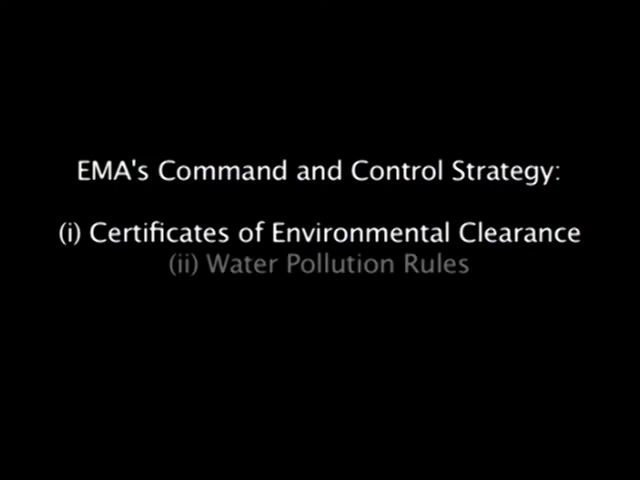 EMA's Command and Control Strategy:
(i) Certificates of Environmental Clearance
(ii) Water Pollution Rules